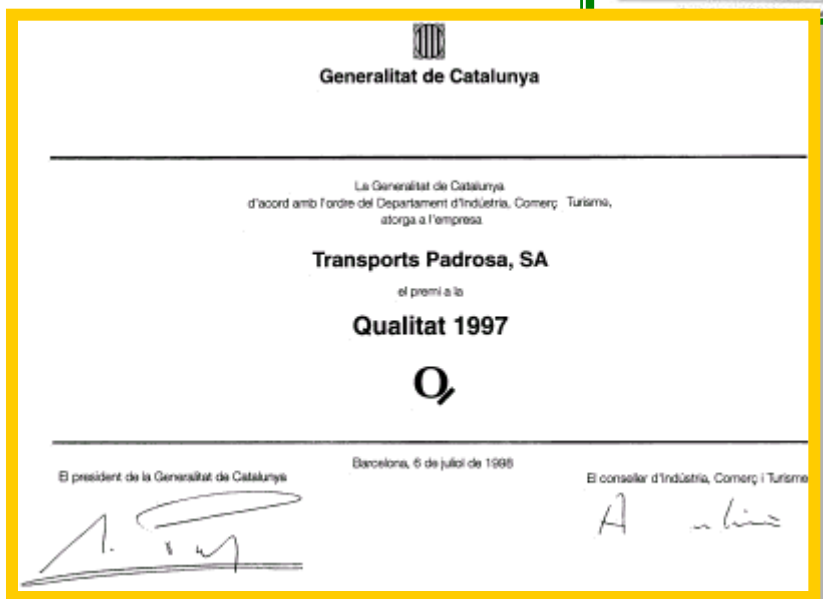 Generalitat de Catalunya
La Generalitat de Catalunya
d'acord amb l'ordre del Departament d'Indústria, Comerç Turisme,
atorga a l'empresa
Transports Padrosa, SA
el premi a la
Qualitat 1997
Q
Barcelona, 6 de juliol de 1998
El president de la Generalitat de Catalunya
El conseller d'Indústria, Comerç i Turisme